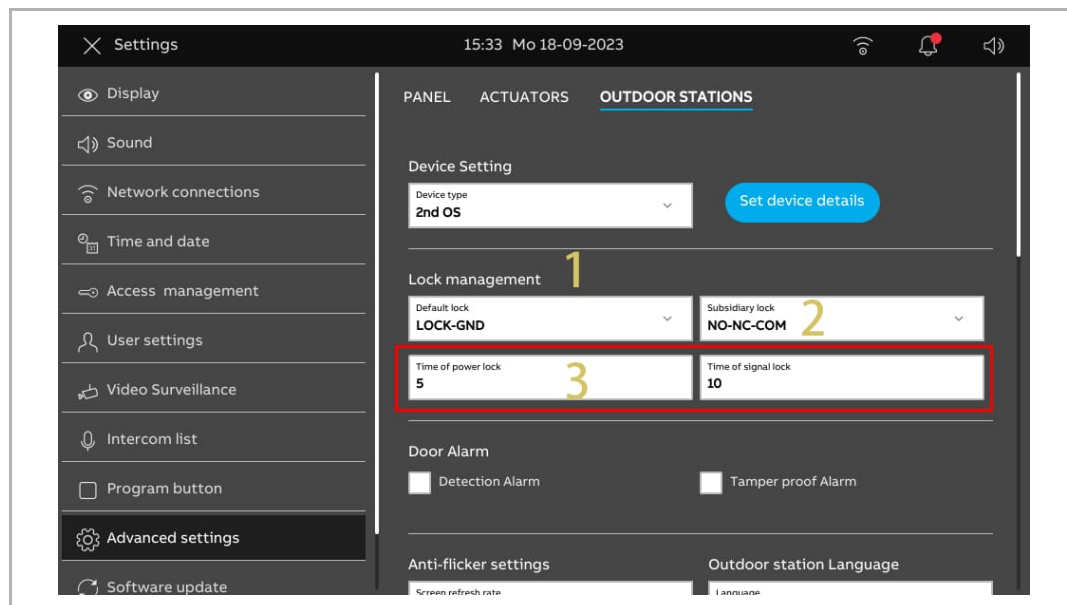 Settings
15:33 Mo 18-09-2023
Display
Sound
Network connections
Time and date
Access management
User settings
Video Surveillance
Intercom list
Program button
Advanced settings
Software update
PANEL ACTUATORS OUTDOOR STATIONS
Device Setting
Device type
2nd OS
Set device details
Lock management 1
Default lock
LOCK-GND
Subsidiary lock
NO-NC-COM 2
Time of power lock
5 3
Time of signal lock
10
Door Alarm
Detection Alarm
Tamper proof Alarm
Anti-flicker settings
Outdoor station Language
Screen refresh rate
Language